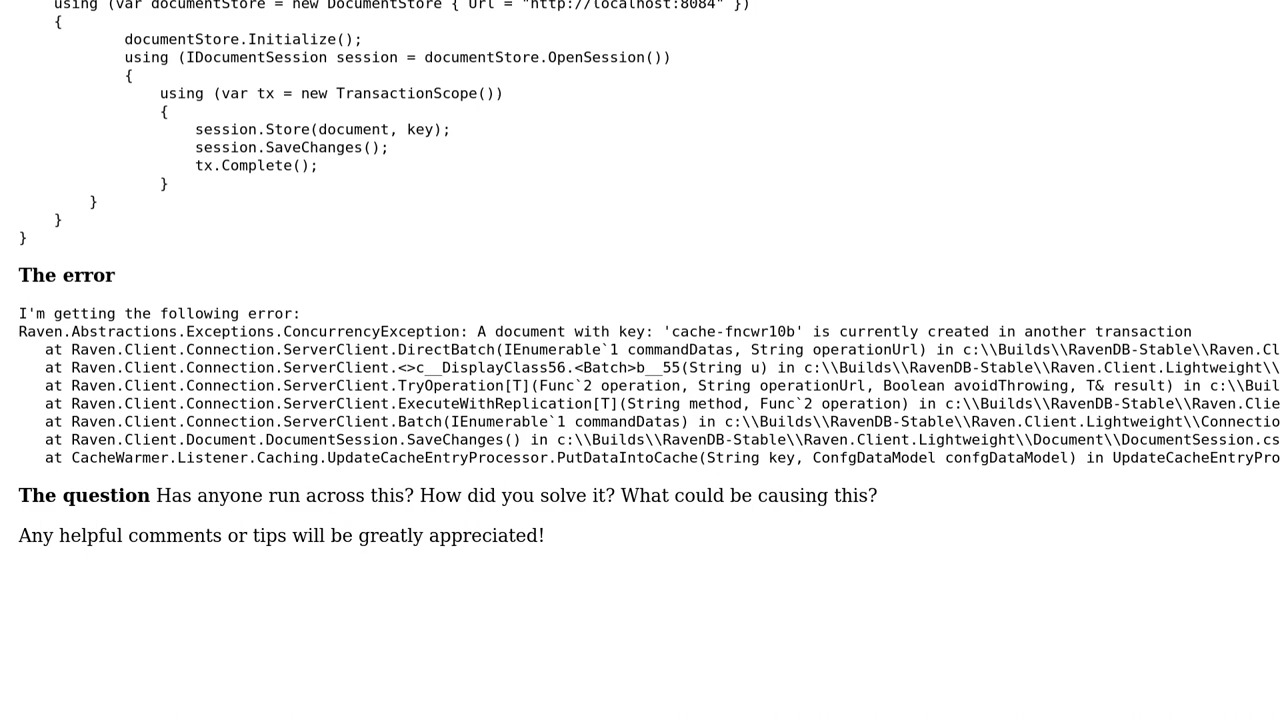 using (var documentStore = new DocumentStore { Url = "http://localhost:8084" })
    {
            documentStore.Initialize();
            using (IDocumentSession session = documentStore.OpenSession())
            {
                using (var tx = new TransactionScope())
                {
                    session.Store(document, key);
                    session.SaveChanges();
                    tx.Complete();
                }
        }
    }
}
The error
I'm getting the following error:
Raven.Abstractions.Exceptions.ConcurrencyException: A document with key: 'cache-fncwr10b' is currently created in another transaction
   at Raven.Client.Connection.ServerClient.DirectBatch(IEnumerable`1 commandDatas, String operationUrl) in c:\\Builds\\RavenDB-Stable\\Raven.Cl
   at Raven.Client.Connection.ServerClient.<>c__DisplayClass56.<Batch>b__55(String u) in c:\\Builds\\RavenDB-Stable\\Raven.Client.Lightweight\\
   at Raven.Client.Connection.ServerClient.TryOperation[T](Func`2 operation, String operationUrl, Boolean avoidThrowing, T& result) in c:\\Buil
   at Raven.Client.Connection.ServerClient.ExecuteWithReplication[T](String method, Func`2 operation) in c:\\Builds\\RavenDB-Stable\\Raven.Clie
   at Raven.Client.Connection.ServerClient.Batch(IEnumerable`1 commandDatas) in c:\\Builds\\RavenDB-Stable\\Raven.Client.Lightweight\\Connectio
   at Raven.Client.Document.DocumentSession.SaveChanges() in c:\\Builds\\RavenDB-Stable\\Raven.Client.Lightweight\\Document\\DocumentSession.cs
   at CacheWarmer.Listener.Caching.UpdateCacheEntryProcessor.PutDataIntoCache(String key, ConfgDataModel confgDataModel) in UpdateCacheEntryPro
The question Has anyone run across this? How did you solve it? What could be causing this?
Any helpful comments or tips will be greatly appreciated!